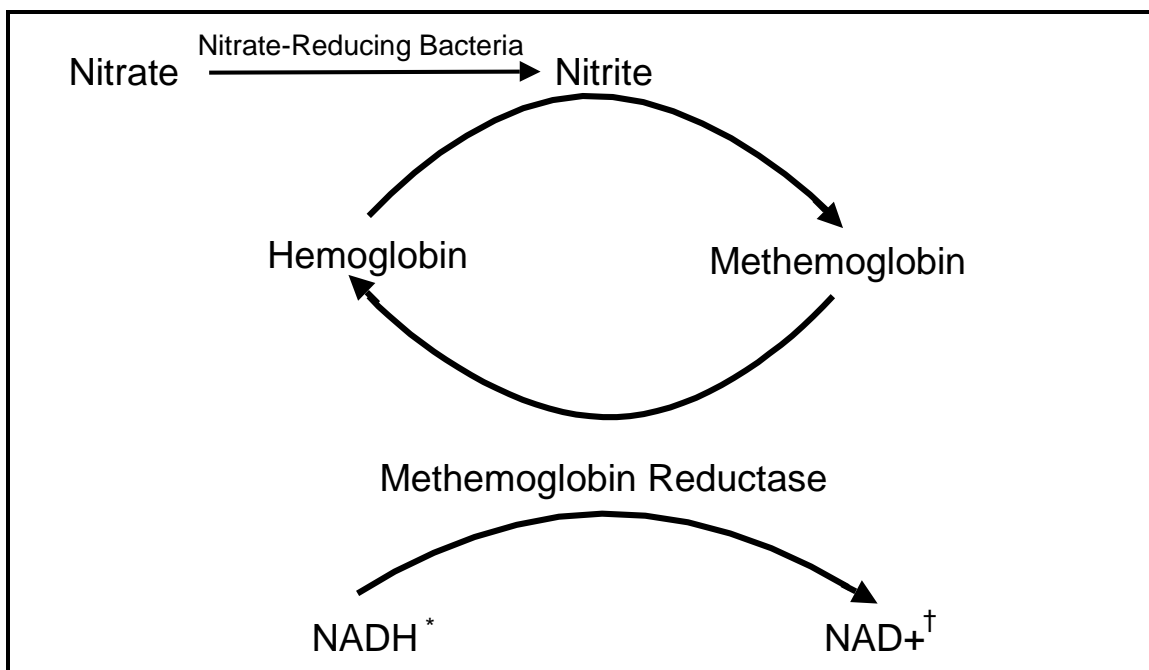 Nitrate-Reducing Bacteria
Nitrate Nitrite
Hemoglobin Methemoglobin
Methemoglobin Reductase
NADH * NAD+†